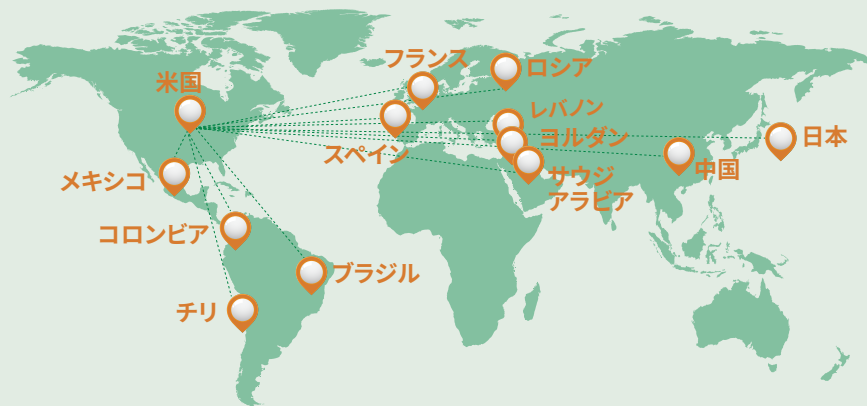 フランス
ロシア
米国
レバノン
ヨルダン
日本
スペイン
中国
サウジ
アラビア
メキシコ
コロンビア
ブラジル
チリ